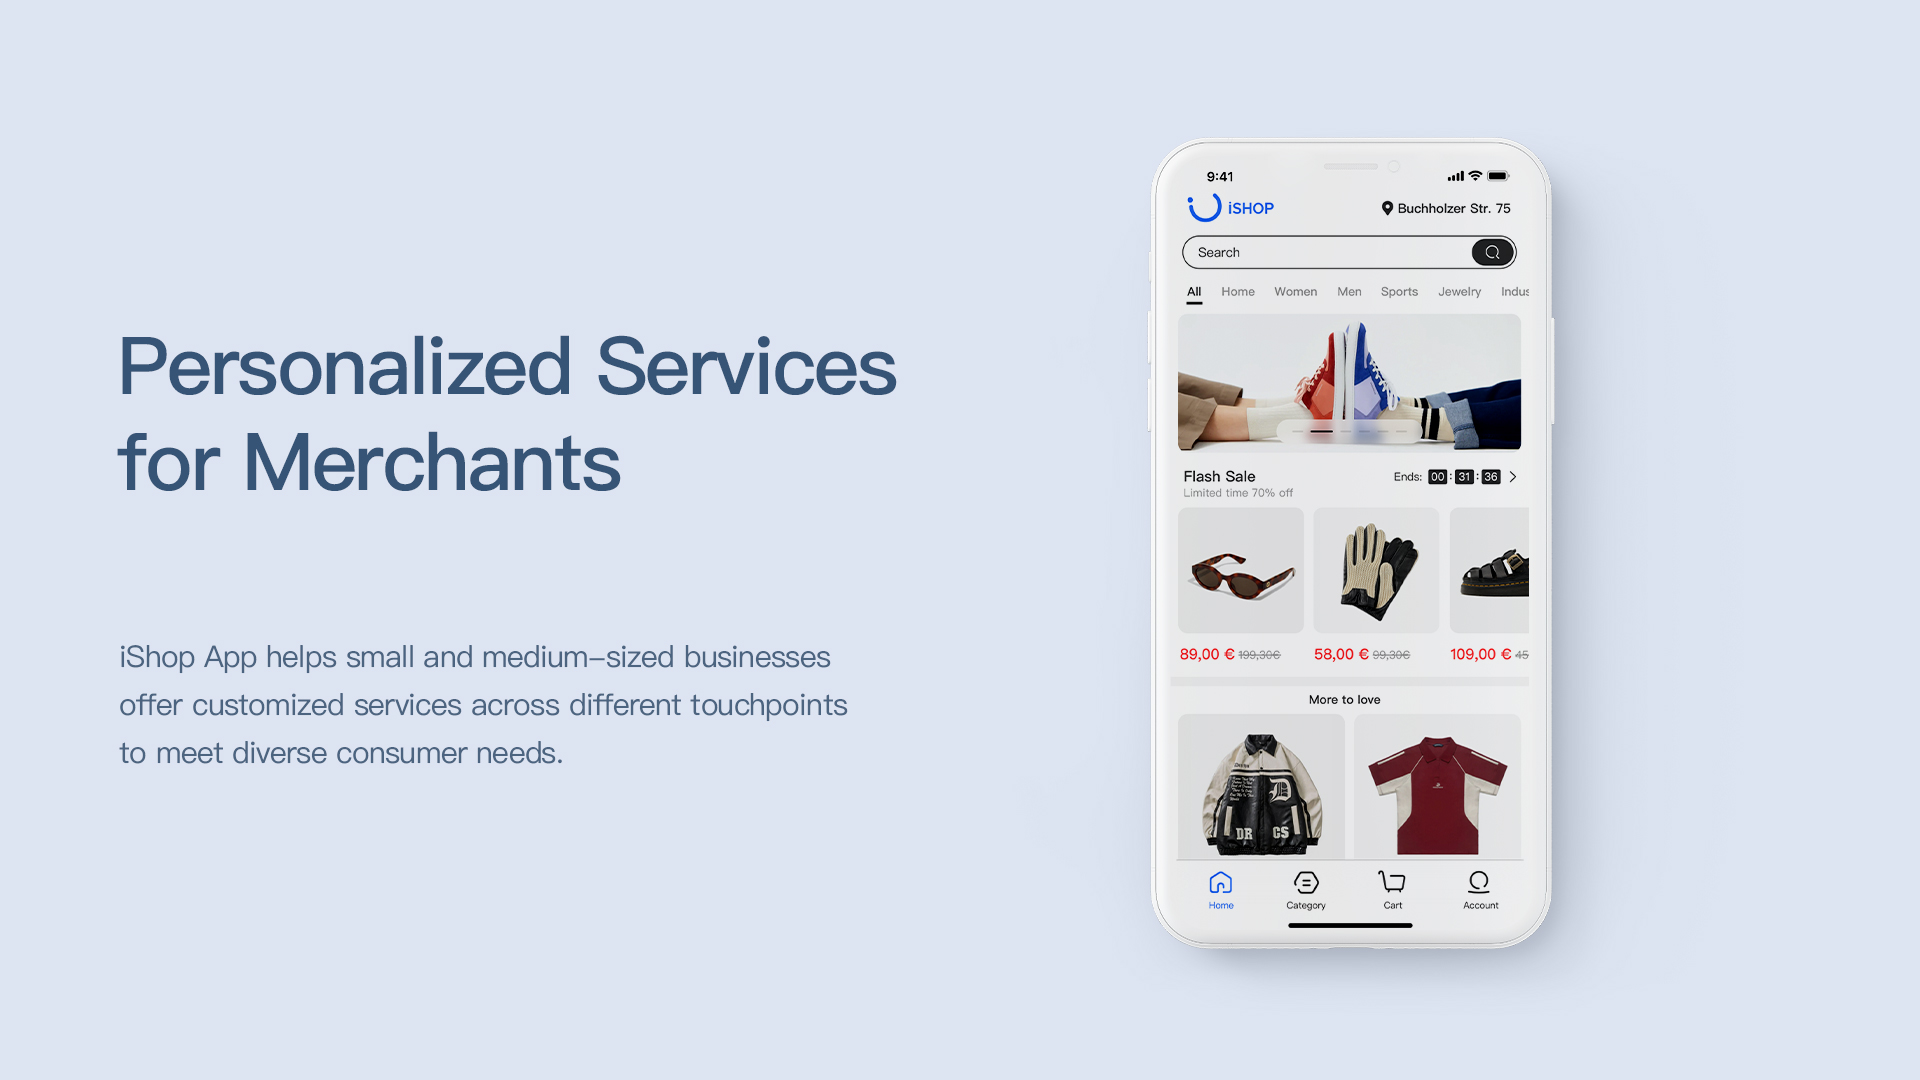 Personalized Services
for Merchants
iShop App helps small and medium-sized businesses
offer customized services across different touchpoints
to meet diverse consumer needs.
9:41
iSHOP
Buchholzer Str. 75
Search
All Home Women Men Sports Jewelry Indus
Flash Sale
Ends: 00 : 31 : 36
Limited time 70% off
89,00 € 199,30€ 58,00 € 99,30€ 109,00 € 45
More to love
D
DR CS
Home Category Cart Account